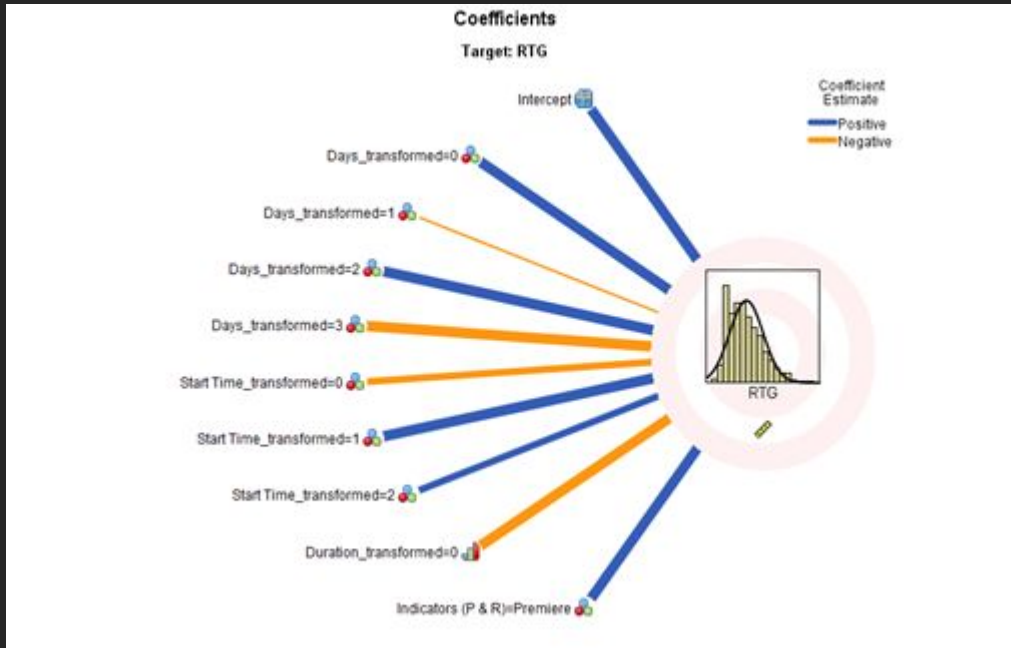 Coefficients
Target: RTG
Coefficient
Estimate
Positive
Negative
Intercept
Days_transformed=0
Days_transformed=1
Days_transformed=2
Days_transformed=3
Start Time_transformed=0
Start Time_transformed=1
Start Time_transformed=2
Duration_transformed=0
Indicators (P & R)=Premiere
RTG